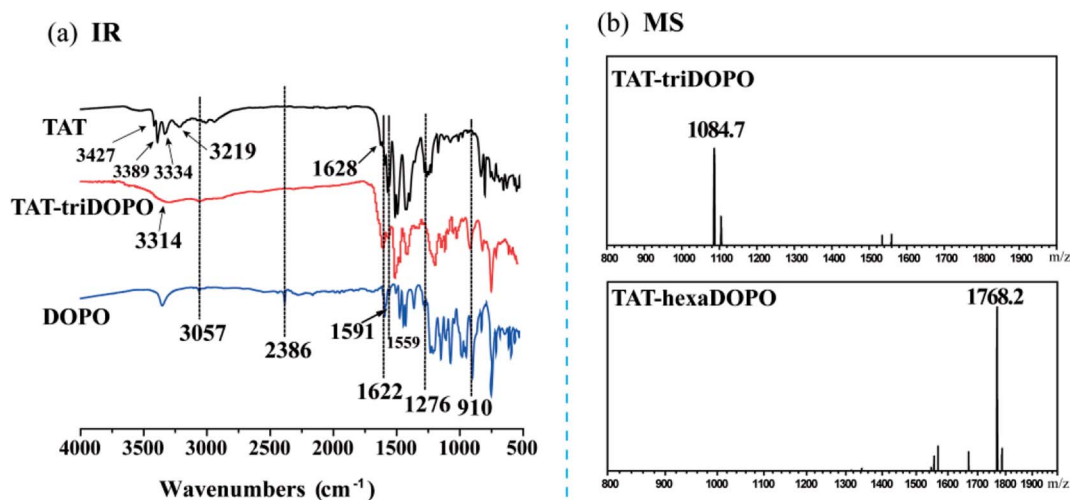 (a) IR
TAT
3427
3389
3334
3219
1628
TAT-triDOPO
3314
DOPO
3057
2386
1591
1559
1622
1276
910
4000 3500 3000 2500 2000 1500 1000 500
Wavenumbers (cm⁻¹)
(b) MS
TAT-triDOPO
1084.7
800 900 1000 1100 1200 1300 1400 1500 1600 1700 1800 1900 m/z
TAT-hexaDOPO
1768.2
800 900 1000 1100 1200 1300 1400 1500 1600 1700 1800 1900 m/z